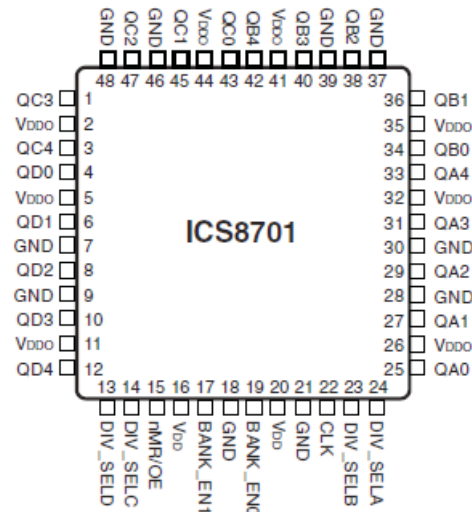 GND QC2 GND QC1 VDDO QC0 QB4 VDDO QB3 GND QB2 GND
48 47 46 45 44 43 42 41 40 39 38 37
QC3 1 36 QB1
VDDO 2 35 VDDO
QC4 3 34 QB0
QD0 4 33 QA4
VDDO 5 32 VDDO
QD1 6 31 QA3
ICS8701
GND 7 30 GND
QD2 8 29 QA2
GND 9 28 GND
QD3 10 27 QA1
VDDO 11 26 VDDO
QD4 12 25 QA0
13 14 15 16 17 18 19 20 21 22 23 24
DIV_SELD DIV_SELC nMR/OE VDD BANK_EN1 GND BANK_EN0 VDD GND CLK DIV_SELB DIV_SELA